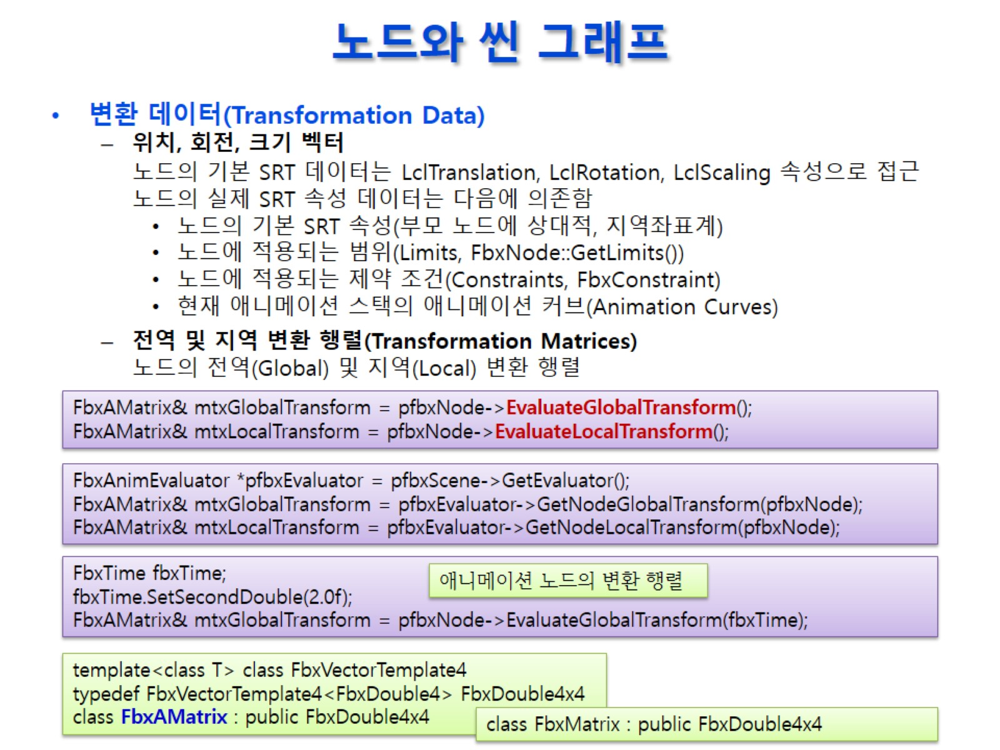 노드와 씬 그래프
• 변환 데이터(Transformation Data)
– 위치, 회전, 크기 벡터
노드의 기본 SRT 데이터는 LclTranslation, LclRotation, LclScaling 속성으로 접근
노드의 실제 SRT 속성 데이터는 다음에 의존함
• 노드의 기본 SRT 속성(부모 노드에 상대적, 지역좌표계)
• 노드에 적용되는 범위(Limits, FbxNode::GetLimits())
• 노드에 적용되는 제약 조건(Constraints, FbxConstraint)
• 현재 애니메이션 스택의 애니메이션 커브(Animation Curves)
– 전역 및 지역 변환 행렬(Transformation Matrices)
노드의 전역(Global) 및 지역(Local) 변환 행렬
FbxAMatrix& mtxGlobalTransform = pfbxNode->EvaluateGlobalTransform();
FbxAMatrix& mtxLocalTransform = pfbxNode->EvaluateLocalTransform();
FbxAnimEvaluator *pfbxEvaluator = pfbxScene->GetEvaluator();
FbxAMatrix& mtxGlobalTransform = pfbxEvaluator->GetNodeGlobalTransform(pfbxNode);
FbxAMatrix& mtxLocalTransform = pfbxEvaluator->GetNodeLocalTransform(pfbxNode);
FbxTime fbxTime;
애니메이션 노드의 변환 행렬
fbxTime.SetSecondDouble(2.0f);
FbxAMatrix& mtxGlobalTransform = pfbxNode->EvaluateGlobalTransform(fbxTime);
template<class T> class FbxVectorTemplate4
typedef FbxVectorTemplate4<FbxDouble4> FbxDouble4x4
class FbxAMatrix : public FbxDouble4x4
class FbxMatrix : public FbxDouble4x4